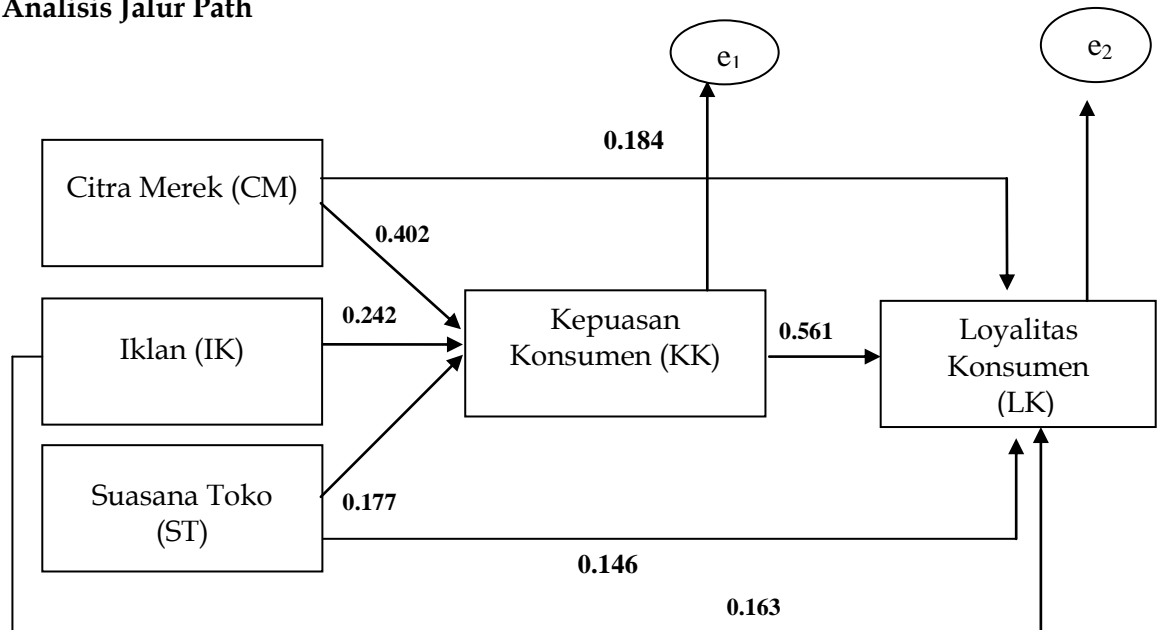 Analisis Jalur Path
e1
e2
0.184
Citra Merek (CM)
0.402
0.242
Iklan (IK)
Kepuasan
Konsumen (KK)
0.561
Loyalitas
Konsumen
(LK)
Suasana Toko
(ST)
0.177
0.146
0.163